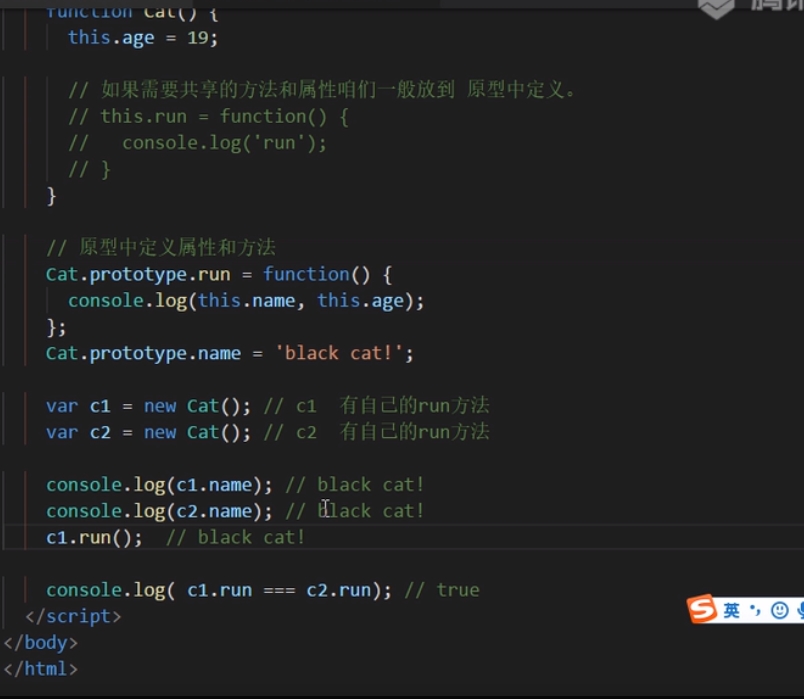 function Cat() {
this.age = 19;
// 如果需要共享的方法和属性咱们一般放到 原型中定义。
// this.run = function() {
//   console.log('run');
// }
}
// 原型中定义属性和方法
Cat.prototype.run = function() {
console.log(this.name, this.age);
};
Cat.prototype.name = 'black cat!';
var c1 = new Cat(); // c1  有自己的run方法
var c2 = new Cat(); // c2  有自己的run方法
console.log(c1.name); // black cat!
console.log(c2.name); // black cat!
c1.run();  // black cat!
console.log( c1.run === c2.run); // true
</script>
英
</body>
</html>